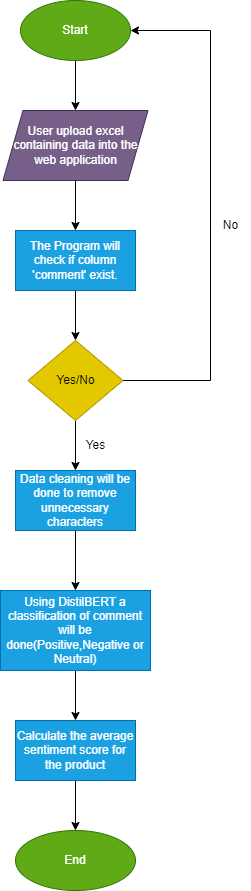 Start
User upload excel
containing data into the
web application
No
The Program will
check if column
'comment' exist.
Yes/No
Yes
Data cleaning will be
done to remove
unnecessary
characters
Using DistilBERT a
classification of comment
will be
done(Positive,Negative or
Neutral)
Calculate the average
sentiment score for
the product
End